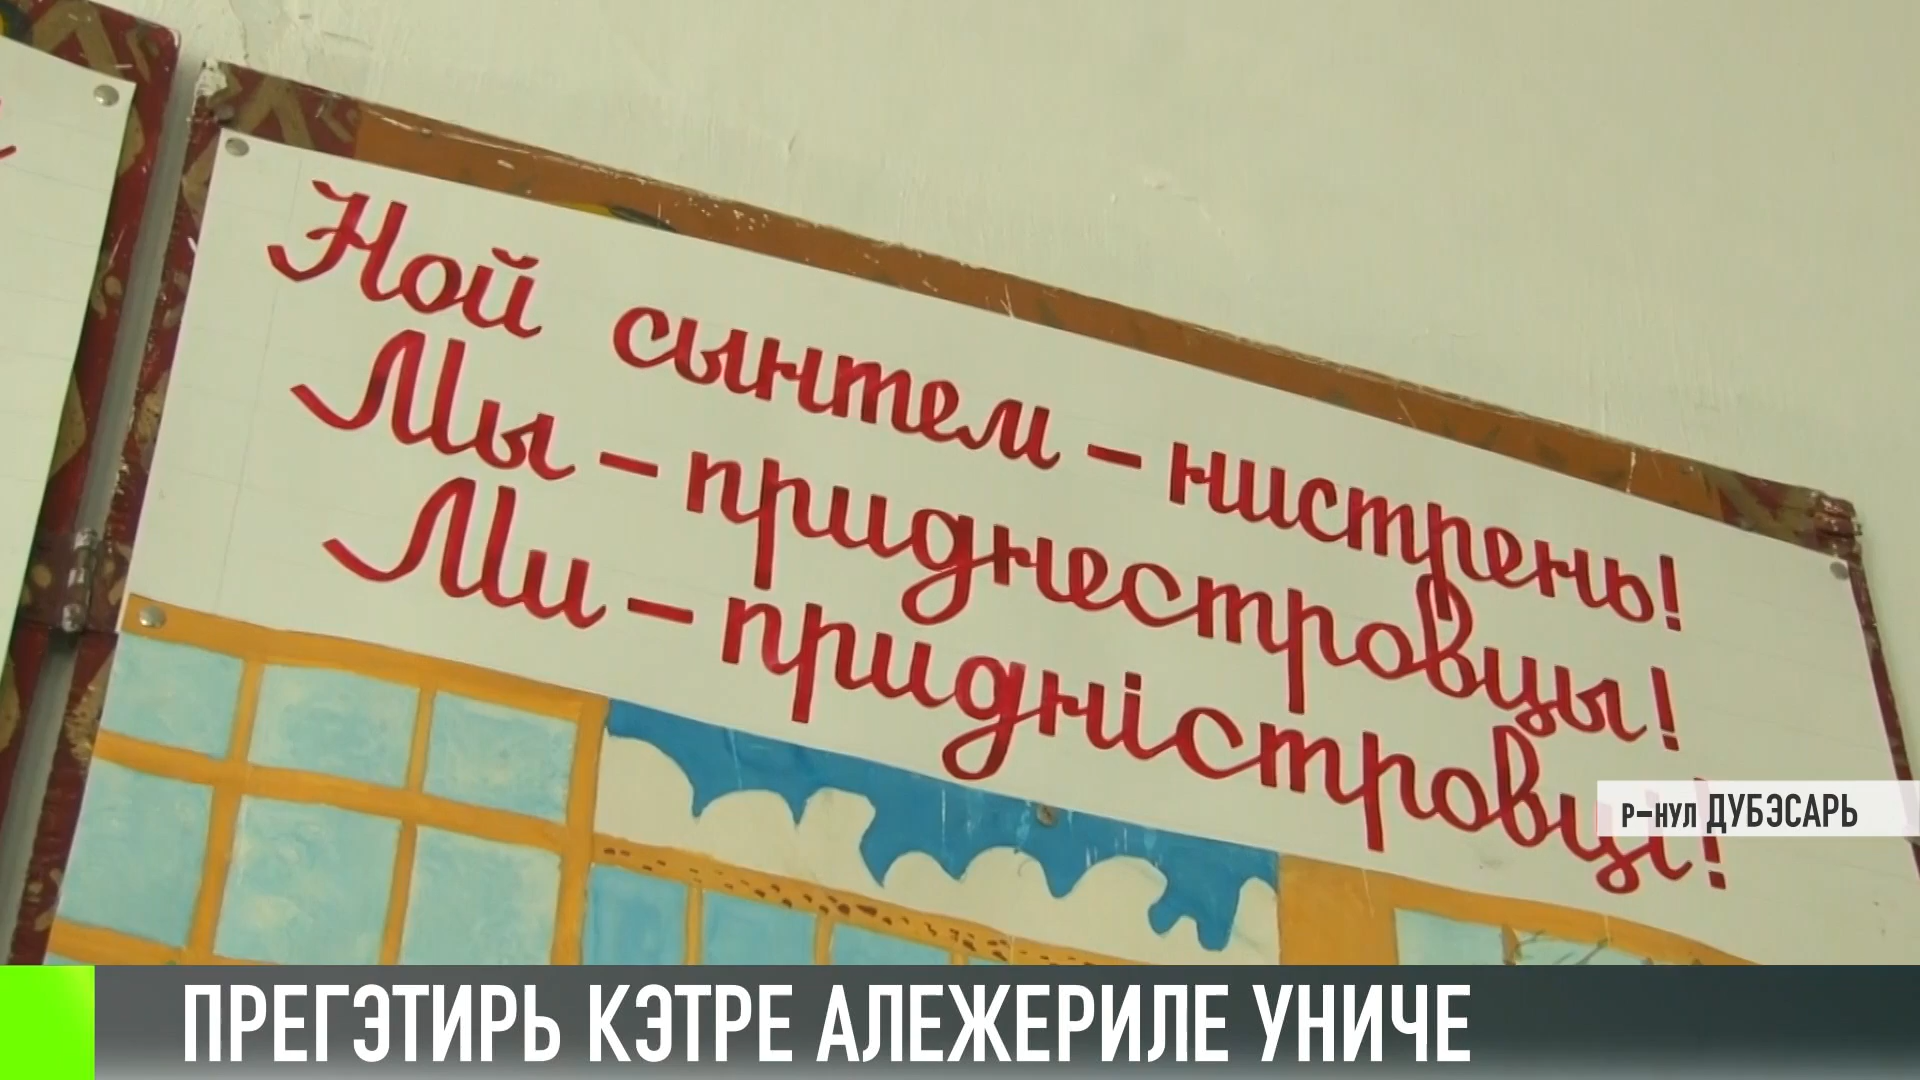 Ной сынтем – нистрень!
Мы – приднестровцы!
Ми – придністровці!
р-нул ДУБЭСАРЬ
ПРЕГЭТИРЬ КЭТРЕ АЛЕЖЕРИЛЕ УНИЧЕ